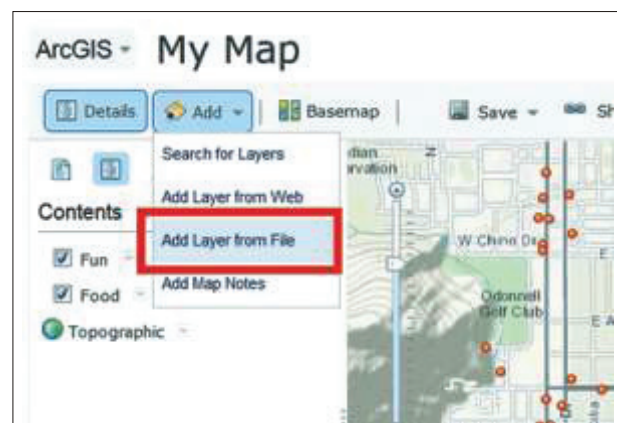 ArcGIS My Map
Details Add Basemap Save Sh
Search for Layers
Add Layer from Web
Add Layer from File
Add Map Notes
Contents
Fun
Food
Topographic
N
W Chino Dr
Odonnell
Golf Club
E A
E